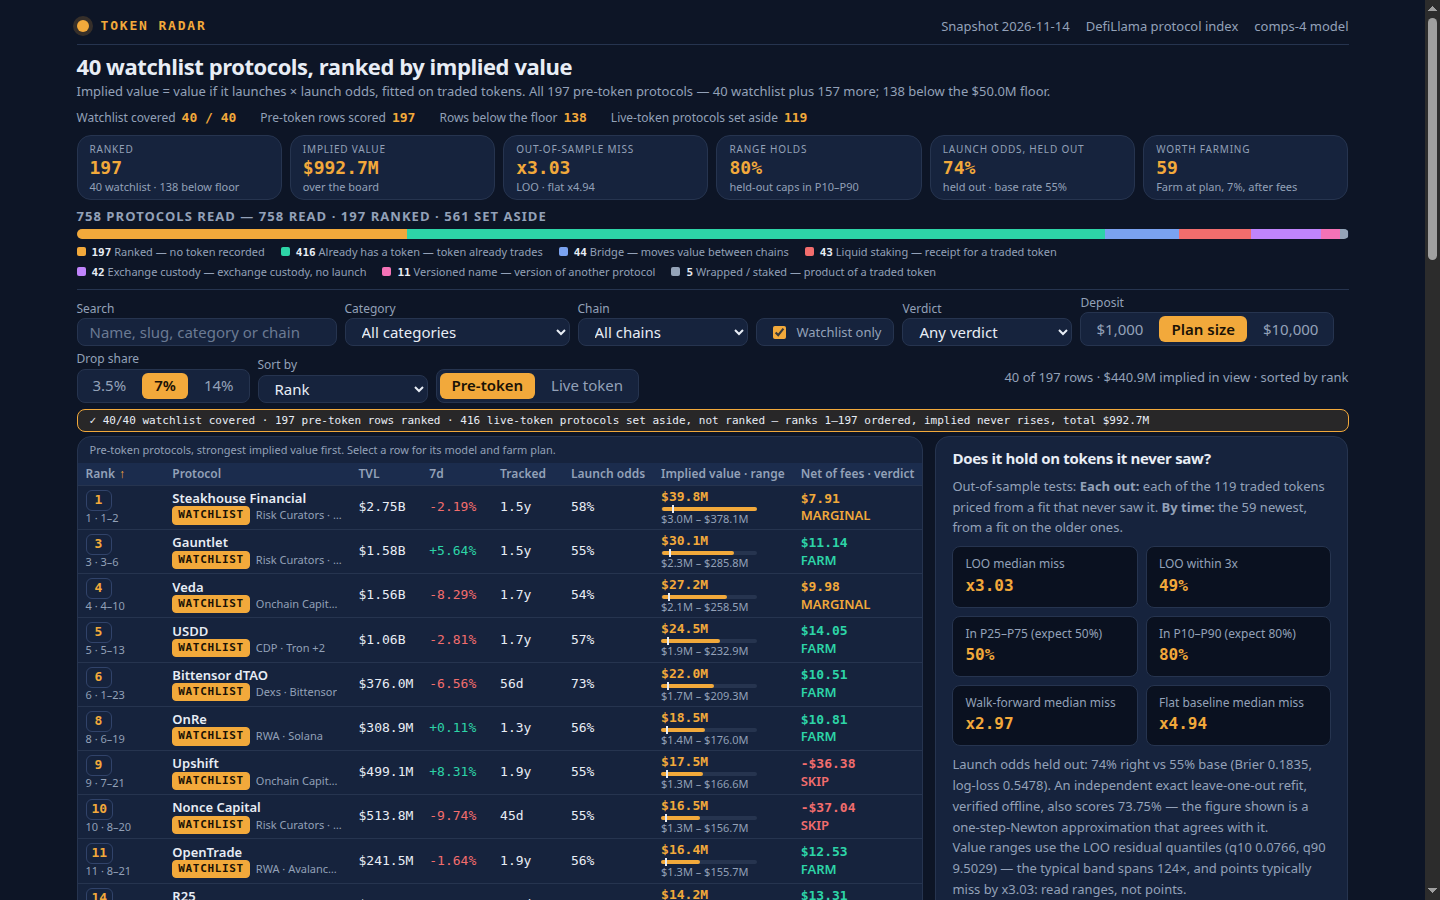 TOKEN RADAR
Snapshot 2026-11-14 DefiLlama protocol index comps-4 model
40 watchlist protocols, ranked by implied value
Implied value = value if it launches × launch odds, fitted on traded tokens. All 197 pre-token protocols — 40 watchlist plus 157 more; 138 below the $50.0M floor.
Watchlist covered 40 / 40 Pre-token rows scored 197 Rows below the floor 138 Live-token protocols set aside 119
RANKED
197
40 watchlist · 138 below floor
IMPLIED VALUE
$992.7M
over the board
OUT-OF-SAMPLE MISS
x3.03
LOO · flat x4.94
RANGE HOLDS
80%
held-out caps in P10–P90
LAUNCH ODDS, HELD OUT
74%
held out · base rate 55%
WORTH FARMING
59
Farm at plan, 7%, after fees
758 PROTOCOLS READ — 758 READ · 197 RANKED · 561 SET ASIDE
197 Ranked — no token recorded 416 Already has a token — token already trades 44 Bridge — moves value between chains 43 Liquid staking — receipt for a traded token
42 Exchange custody — exchange custody, no launch 11 Versioned name — version of another protocol 5 Wrapped / staked — product of a traded token
Search
Name, slug, category or chain
Category
All categories
Chain
All chains
Watchlist only
Verdict
Any verdict
Deposit
$1,000 Plan size $10,000
Drop share
3.5% 7% 14%
Sort by
Rank
Pre-token Live token
40 of 197 rows · $440.9M implied in view · sorted by rank
✓ 40/40 watchlist covered · 197 pre-token rows ranked · 416 live-token protocols set aside, not ranked — ranks 1–197 ordered, implied never rises, total $992.7M
Pre-token protocols, strongest implied value first. Select a row for its model and farm plan.
Rank ↑ Protocol TVL 7d Tracked Launch odds Implied value · range Net of fees · verdict
1 Steakhouse Financial $2.75B -2.19% 1.5y 58% $39.8M $7.91
1 · 1–2 WATCHLIST Risk Curators · ... $3.0M – $378.1M MARGINAL
3 Gauntlet $1.58B +5.64% 1.5y 55% $30.1M $11.14
3 · 3–6 WATCHLIST Risk Curators · ... $2.3M – $285.8M FARM
4 Veda $1.56B -8.29% 1.7y 54% $27.2M $9.98
4 · 4–10 WATCHLIST Onchain Capit... $2.1M – $258.5M MARGINAL
5 USDD $1.06B -2.81% 1.7y 57% $24.5M $14.05
5 · 5–13 WATCHLIST CDP · Tron +2 $1.9M – $232.9M FARM
6 Bittensor dTAO $376.0M -6.56% 56d 73% $22.0M $10.51
6 · 1–23 WATCHLIST Dexs · Bittensor $1.7M – $209.3M FARM
8 OnRe $308.9M +0.11% 1.3y 56% $18.5M $10.81
8 · 6–19 WATCHLIST RWA · Solana $1.4M – $176.0M FARM
9 Upshift $499.1M +8.31% 1.9y 55% $17.5M -$36.38
9 · 7–21 WATCHLIST Onchain Capit... $1.3M – $166.6M SKIP
10 Nonce Capital $513.8M -9.74% 45d 55% $16.5M -$37.04
10 · 8–20 WATCHLIST Risk Curators · ... $1.3M – $156.7M SKIP
11 OpenTrade $241.5M -1.64% 1.9y 56% $16.4M $12.53
11 · 8–21 WATCHLIST RWA · Avalanc... $1.3M – $155.7M FARM
14 R25 $14.2M $13.31
Does it hold on tokens it never saw?
Out-of-sample tests: Each out: each of the 119 traded tokens
priced from a fit that never saw it. By time: the 59 newest,
from a fit on the older ones.
LOO median miss
x3.03
LOO within 3x
49%
In P25–P75 (expect 50%)
50%
In P10–P90 (expect 80%)
80%
Walk-forward median miss
x2.97
Flat baseline median miss
x4.94
Launch odds held out: 74% right vs 55% base (Brier 0.1835,
log-loss 0.5478). An independent exact leave-one-out refit,
verified offline, also scores 73.75% — the figure shown is a
one-step-Newton approximation that agrees with it.
Value ranges use the LOO residual quantiles (q10 0.0766, q90
9.5029) — the typical band spans 124×, and points typically
miss by x3.03: read ranges, not points.